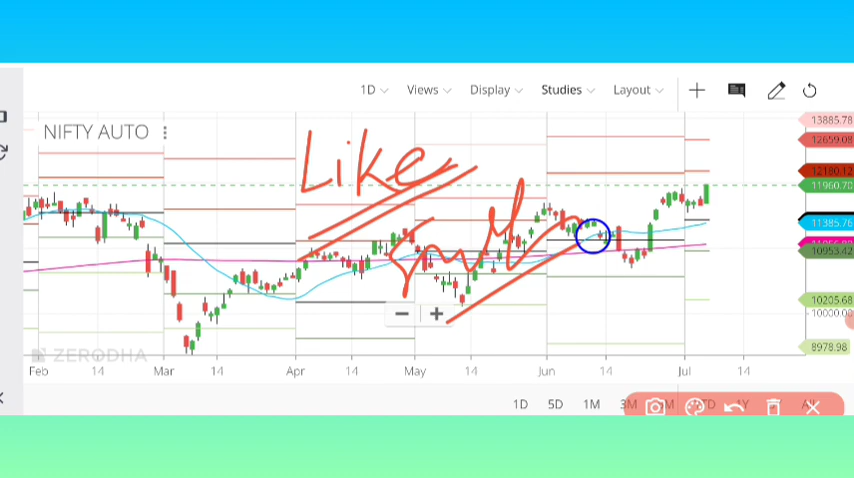 1D Views Display Studies Layout
NIFTY AUTO
Like
13885.78
12659.08
12180.12
11960.70
11385.76
10953.42
10205.68
10000.00
8978.98
ZERODHA
Feb 14 Mar 14 Apr 14 May 14 Jun 14 Jul 14
1D 5D 1M 3M